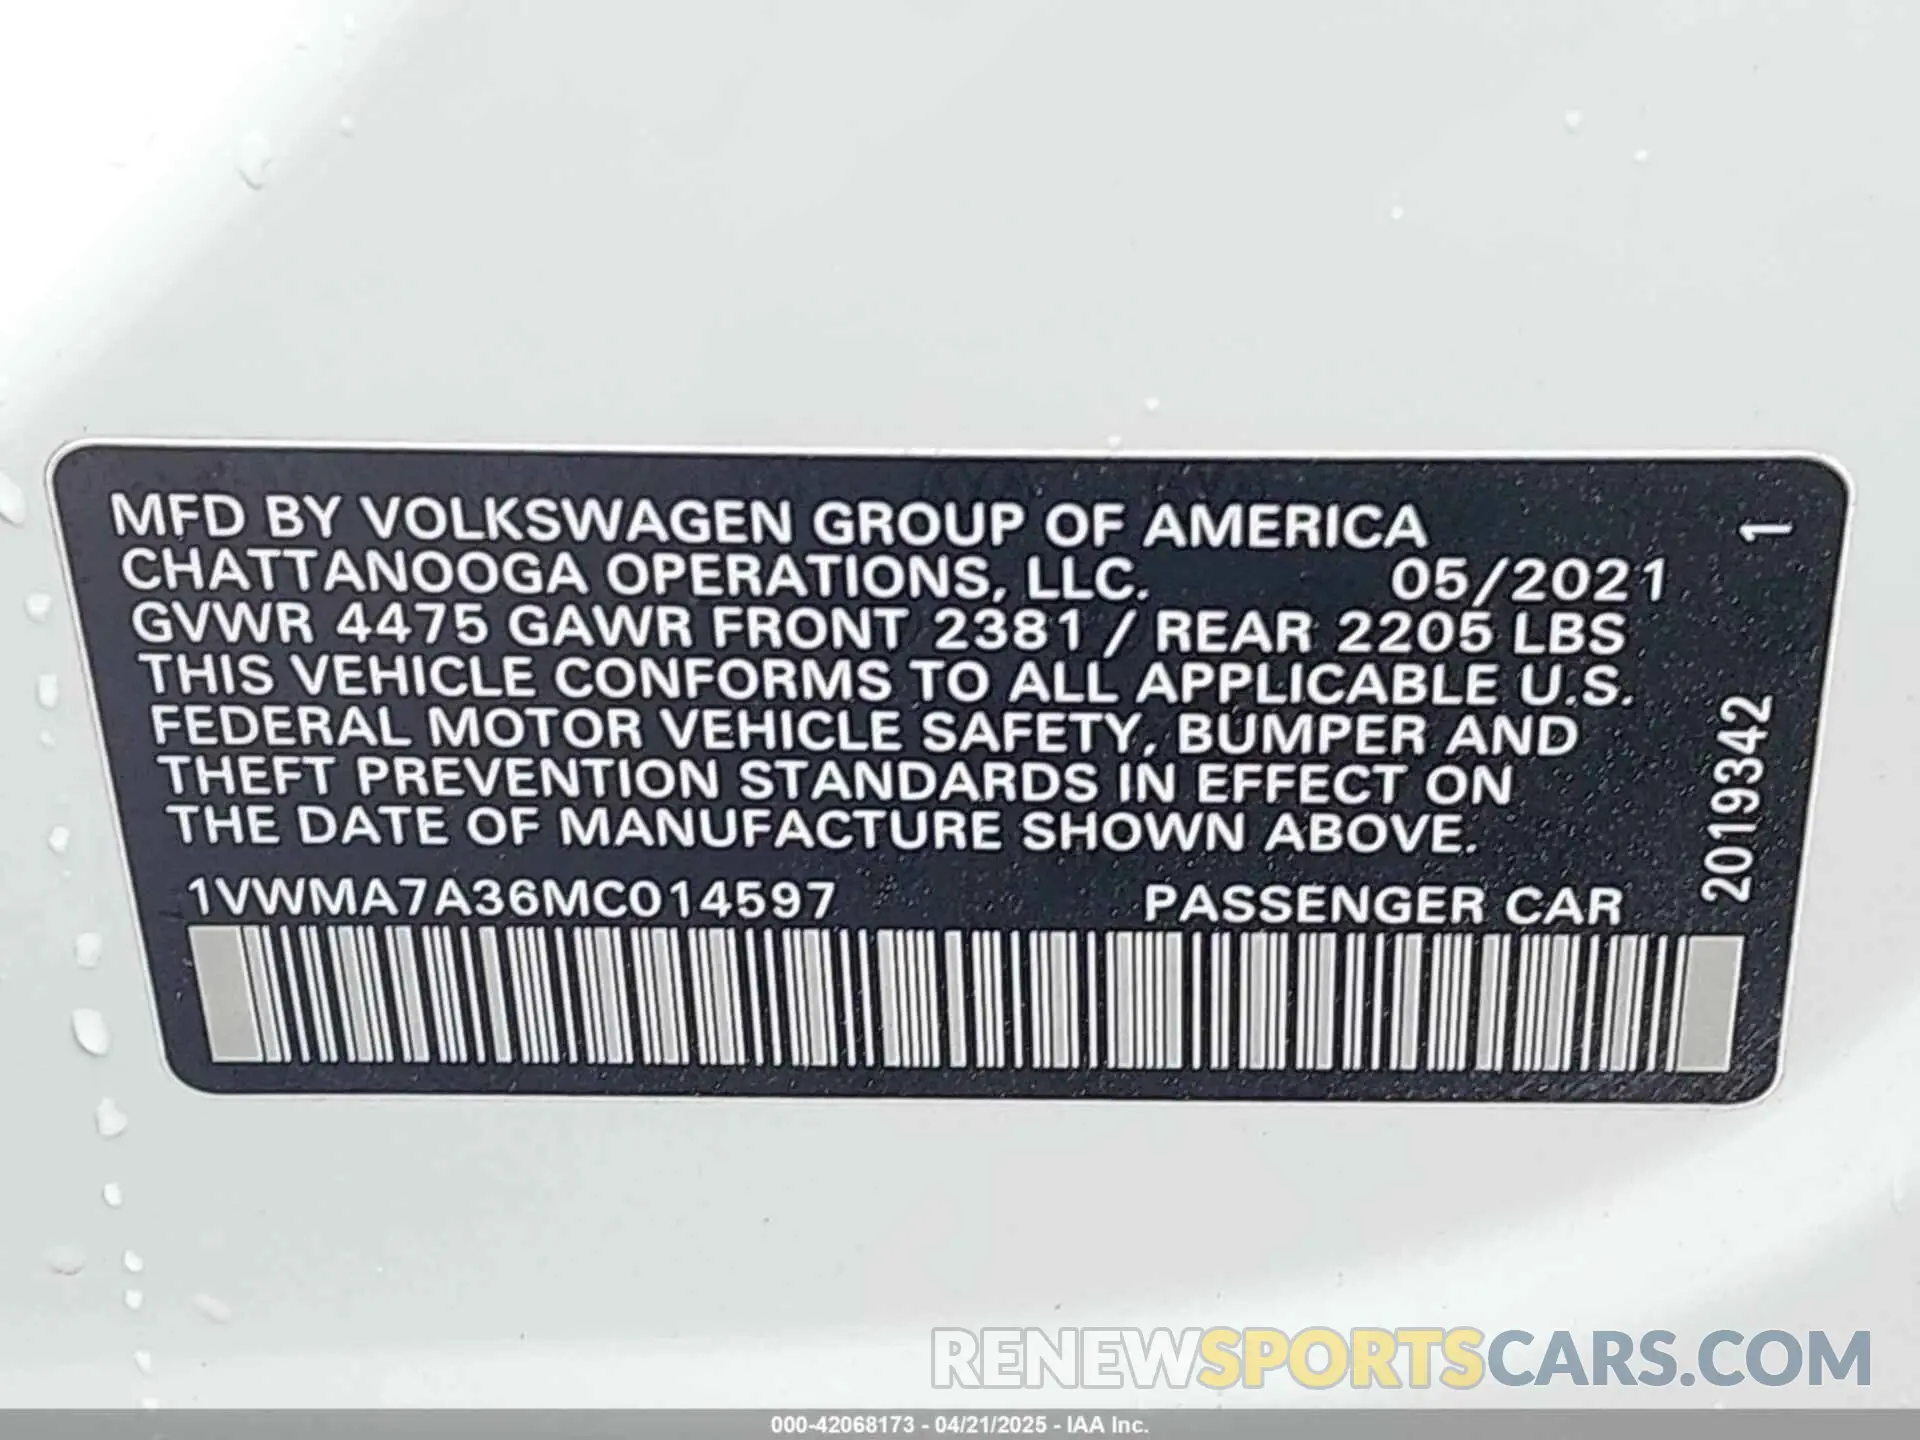 MFD BY VOLKSWAGEN GROUP OF AMERICA
CHATTANOOGA OPERATIONS, LLC. 05/2021
GVWR 4475 GAWR FRONT 2381 / REAR 2205 LBS
THIS VEHICLE CONFORMS TO ALL APPLICABLE U.S.
FEDERAL MOTOR VEHICLE SAFETY, BUMPER AND
THEFT PREVENTION STANDARDS IN EFFECT ON
THE DATE OF MANUFACTURE SHOWN ABOVE.
1VWMA7A36MC014597 PASSENGER CAR
2019342 1
RENEWSPORTSCARS.COM
000-42068173 - 04/21/2025 - IAA Inc.